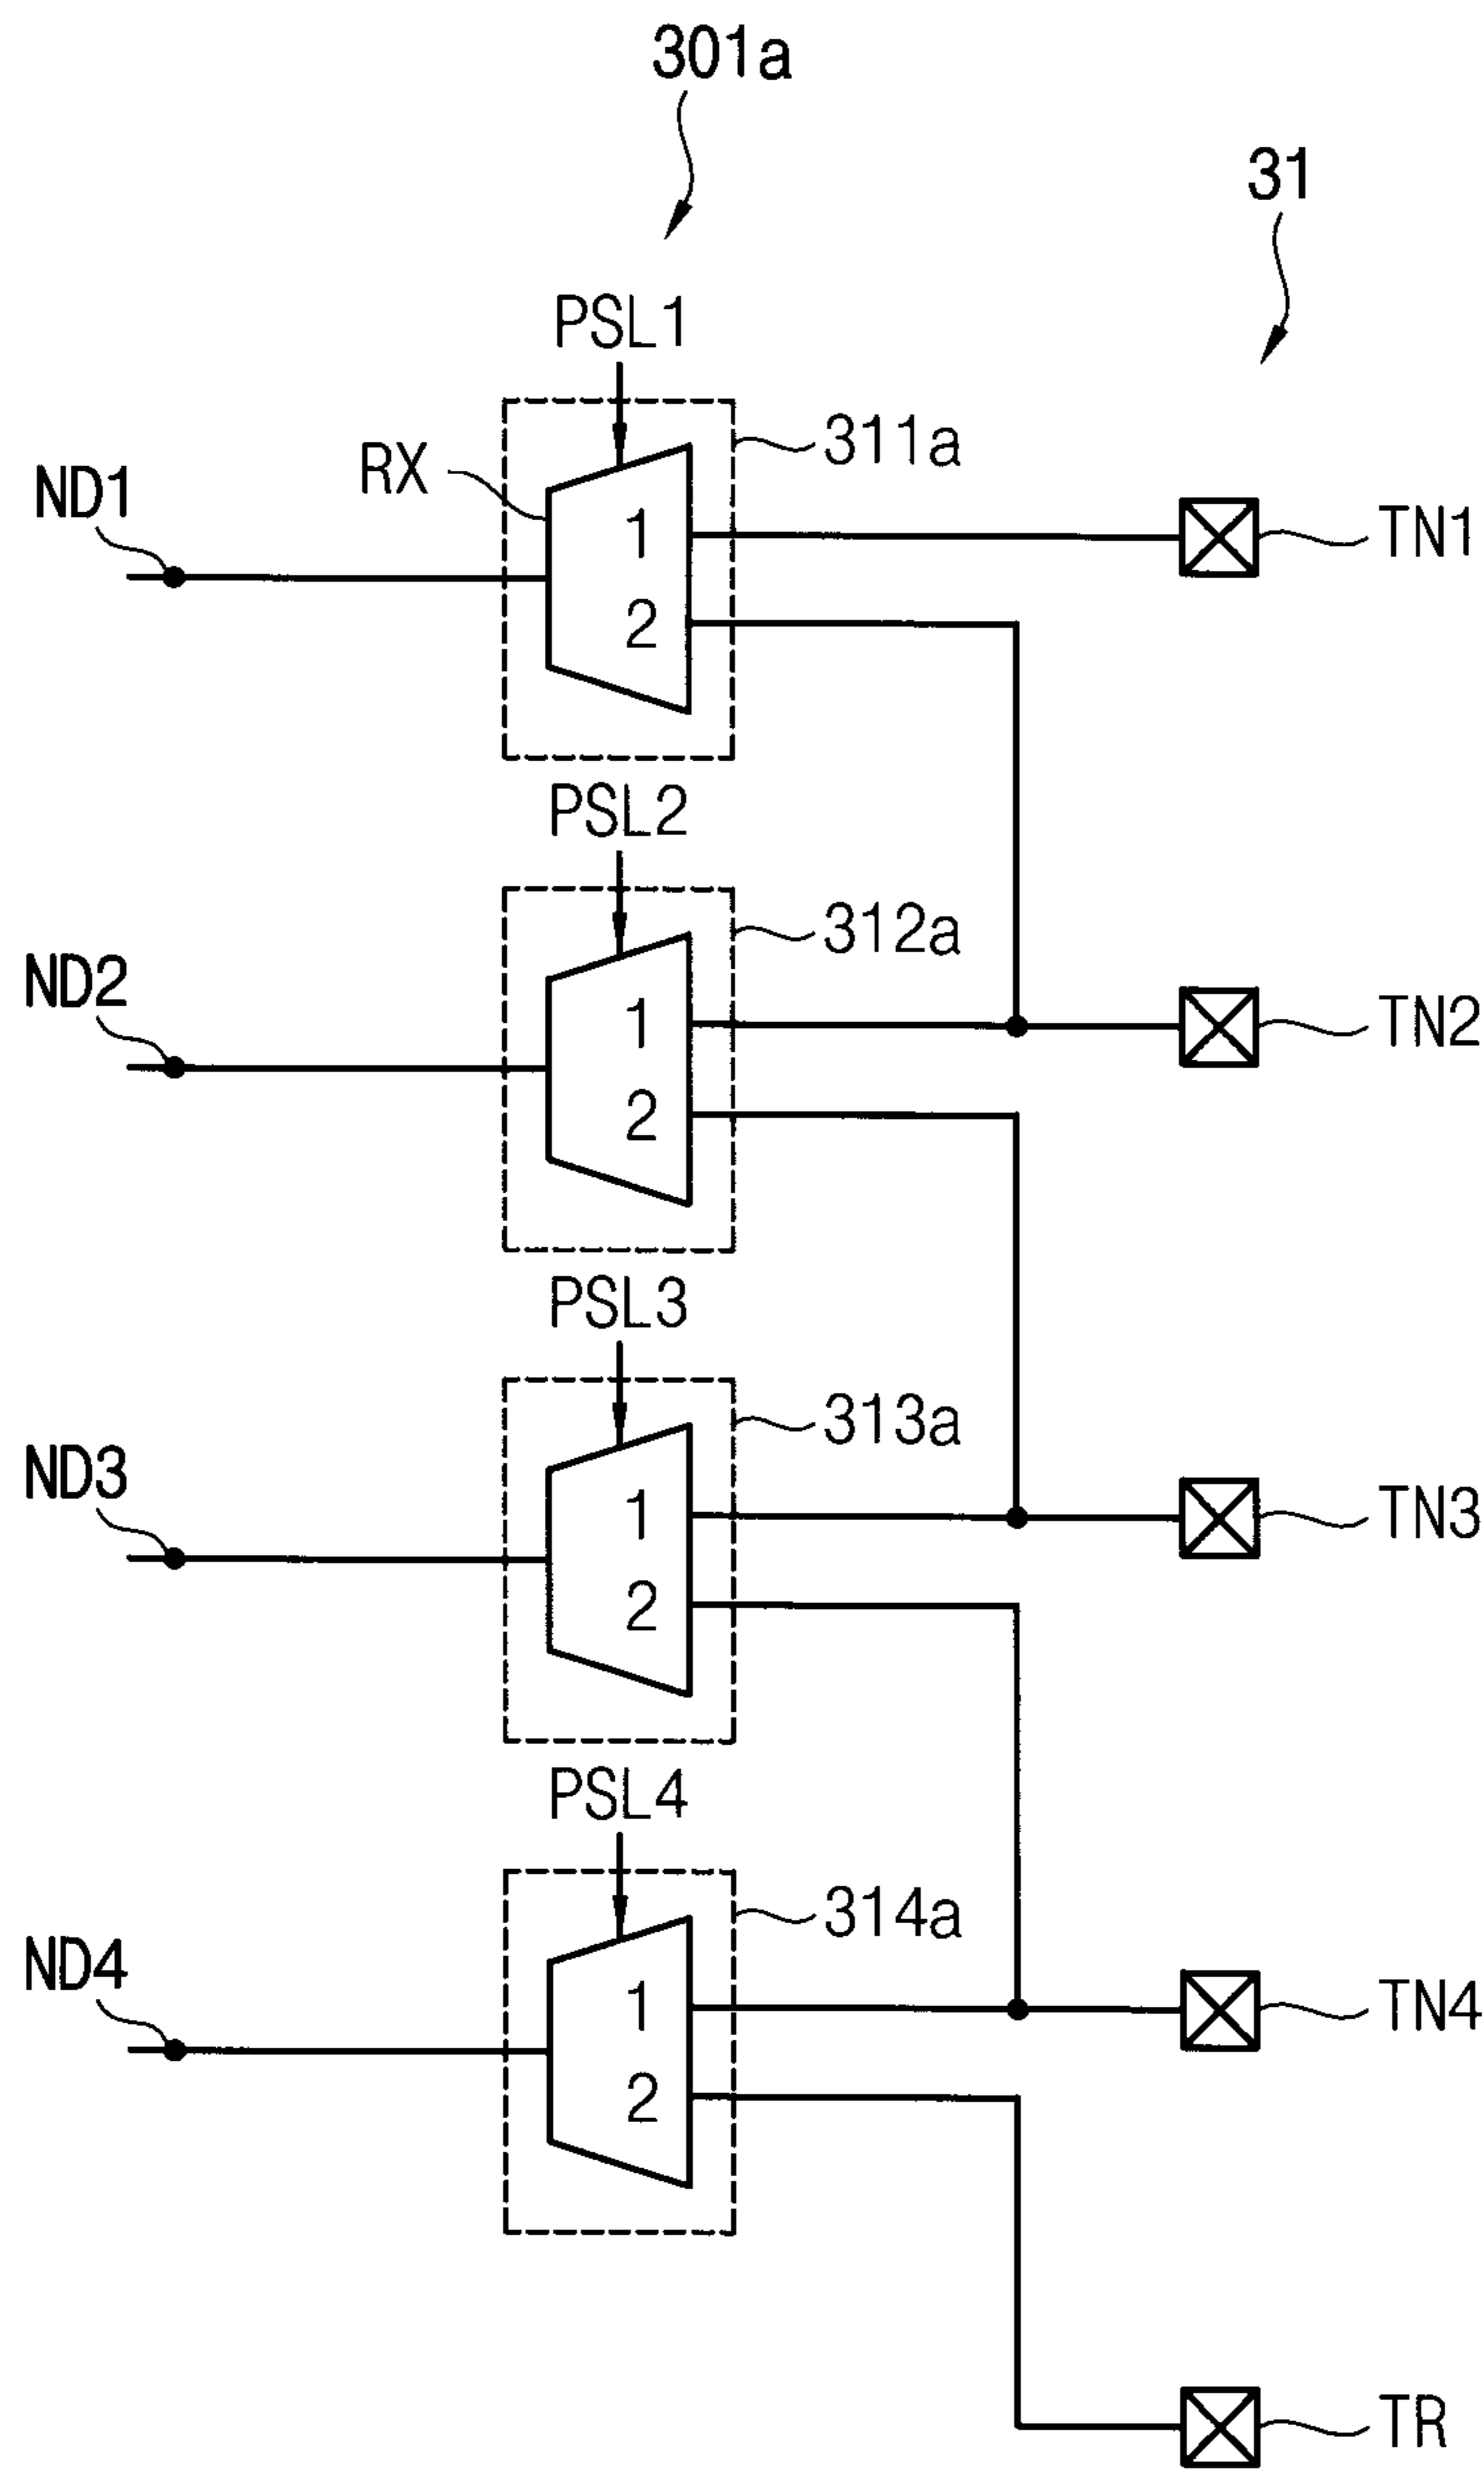 301a
31
PSL1
311a
RX
ND1
1
TN1
2
PSL2
312a
ND2
1
TN2
2
PSL3
313a
ND3
1
TN3
2
PSL4
314a
ND4
1
TN4
2
TR